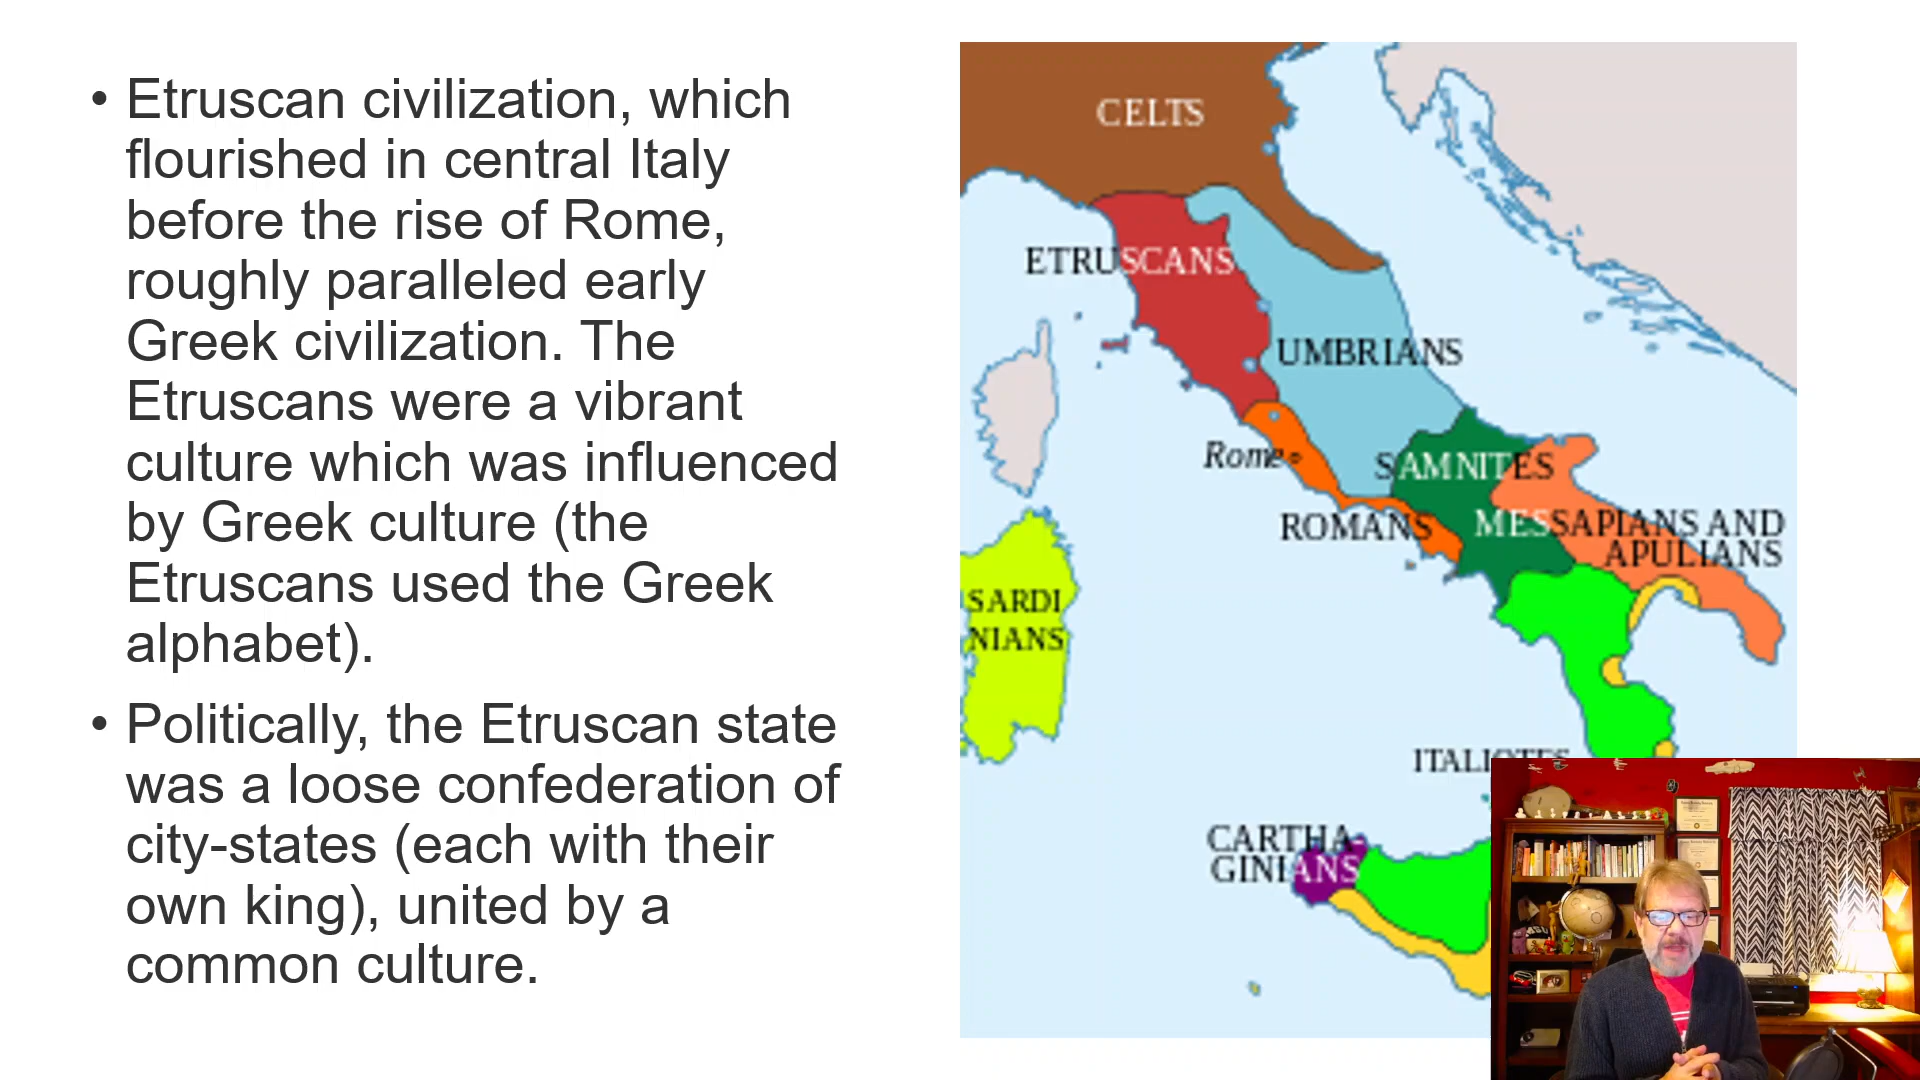 • Etruscan civilization, which
flourished in central Italy
before the rise of Rome,
roughly paralleled early
Greek civilization. The
Etruscans were a vibrant
culture which was influenced
by Greek culture (the
Etruscans used the Greek
alphabet).
• Politically, the Etruscan state
was a loose confederation of
city-states (each with their
own king), united by a
common culture.
CELTS
ETRUSCANS
UMBRIANS
Rome
SAMNITES
ROMANS
MESSAPIANS AND
APULIANS
SARDI
NIANS
ITALIOTES
CARTHA-
GINIANS